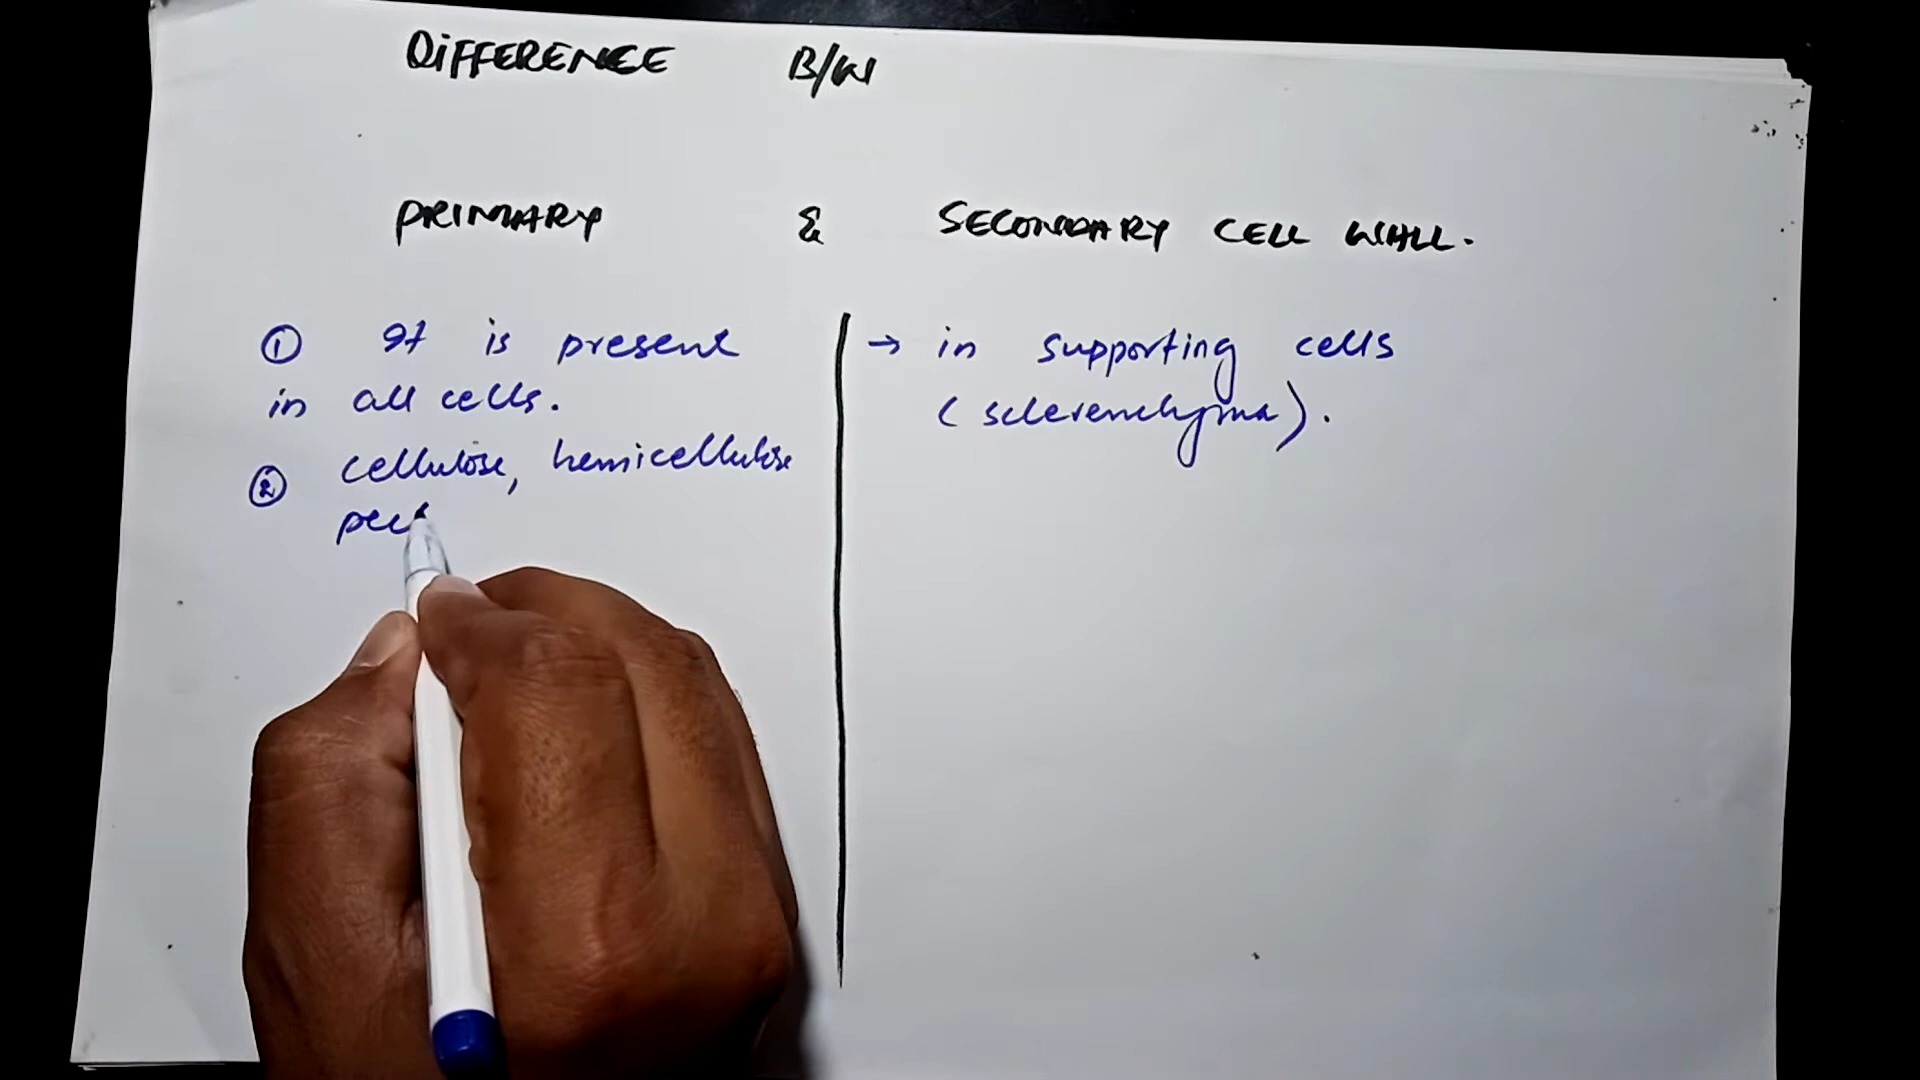 DIFFERENCE B/W
PRIMARY & SECONDARY CELL WALL.
① It is present
in all cells.
② cellulose, hemicellulose
pect
→ in supporting cells
(sclerenchyma).